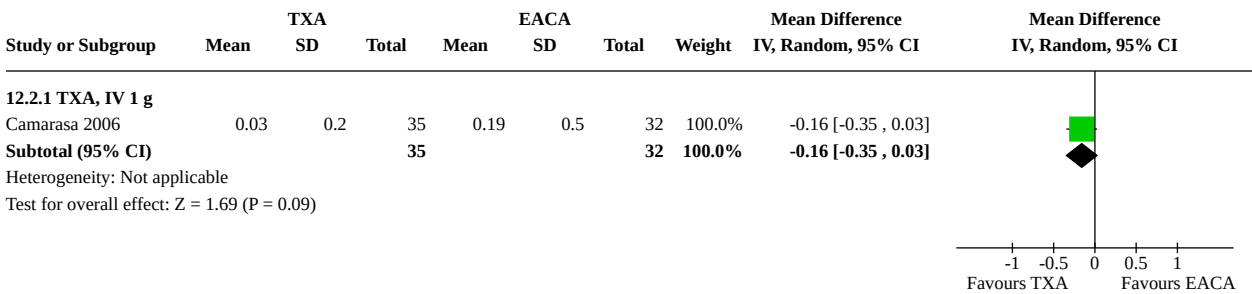 TXA EACA Mean Difference Mean Difference
Study or Subgroup Mean SD Total Mean SD Total Weight IV, Random, 95% CI IV, Random, 95% CI
12.2.1 TXA, IV 1 g
Camarasa 2006 0.03 0.2 35 0.19 0.5 32 100.0% -0.16 [-0.35 , 0.03]
Subtotal (95% CI) 35 32 100.0% -0.16 [-0.35 , 0.03]
Heterogeneity: Not applicable
Test for overall effect: Z = 1.69 (P = 0.09)
-1 -0.5 0 0.5 1
Favours TXA Favours EACA